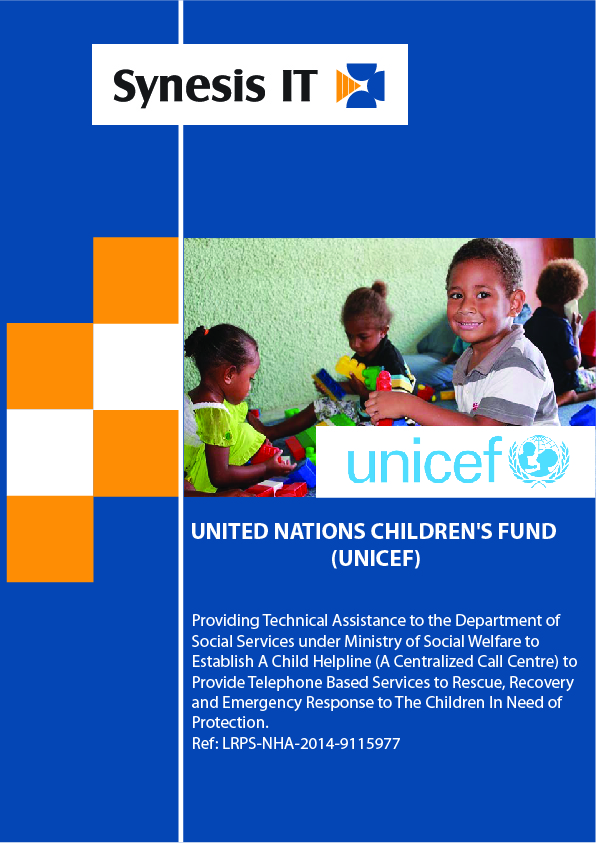 Synesis IT
unicef
UNITED NATIONS CHILDREN'S FUND
(UNICEF)
Providing Technical Assistance to the Department of
Social Services under Ministry of Social Welfare to
Establish A Child Helpline (A Centralized Call Centre) to
Provide Telephone Based Services to Rescue, Recovery
and Emergency Response to The Children In Need of
Protection.
Ref: LRPS-NHA-2014-9115977